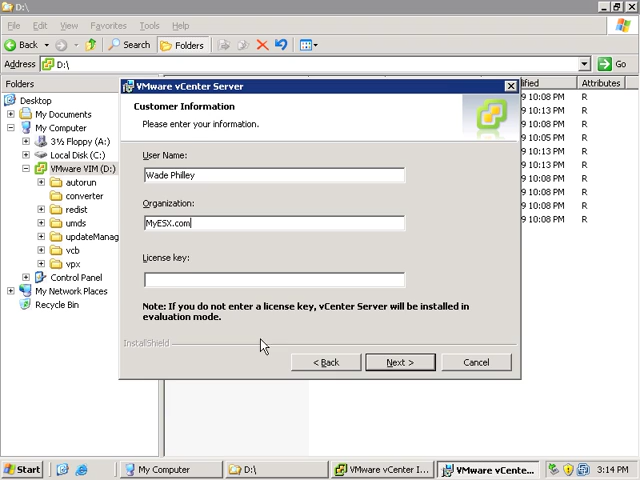 D:\
File Edit View Favorites Tools Help
Back Search Folders
Address D:\ Go
Folders
Desktop
My Documents
My Computer
3½ Floppy (A:)
Local Disk (C:)
VMware VIM (D:)
autorun
converter
redist
umds
updateManag
vcb
vpx
Control Panel
My Network Places
Recycle Bin
dified Attributes
9 10:08 PM R
9 10:13 PM R
9 10:08 PM R
9 10:13 PM R
9 10:13 PM R
9 10:13 PM R
9 10:08 PM R
9 10:08 PM R
9 10:08 PM R
9 10:08 PM R
VMware vCenter Server
Customer Information
Please enter your information.
User Name:
Wade Philley
Organization:
MyESX.com
License key:
Note: If you do not enter a license key, vCenter Server will be installed in
evaluation mode.
InstallShield
< Back Next > Cancel
Start My Computer D:\ VMware vCenter I... VMware vCente... 3:14 PM